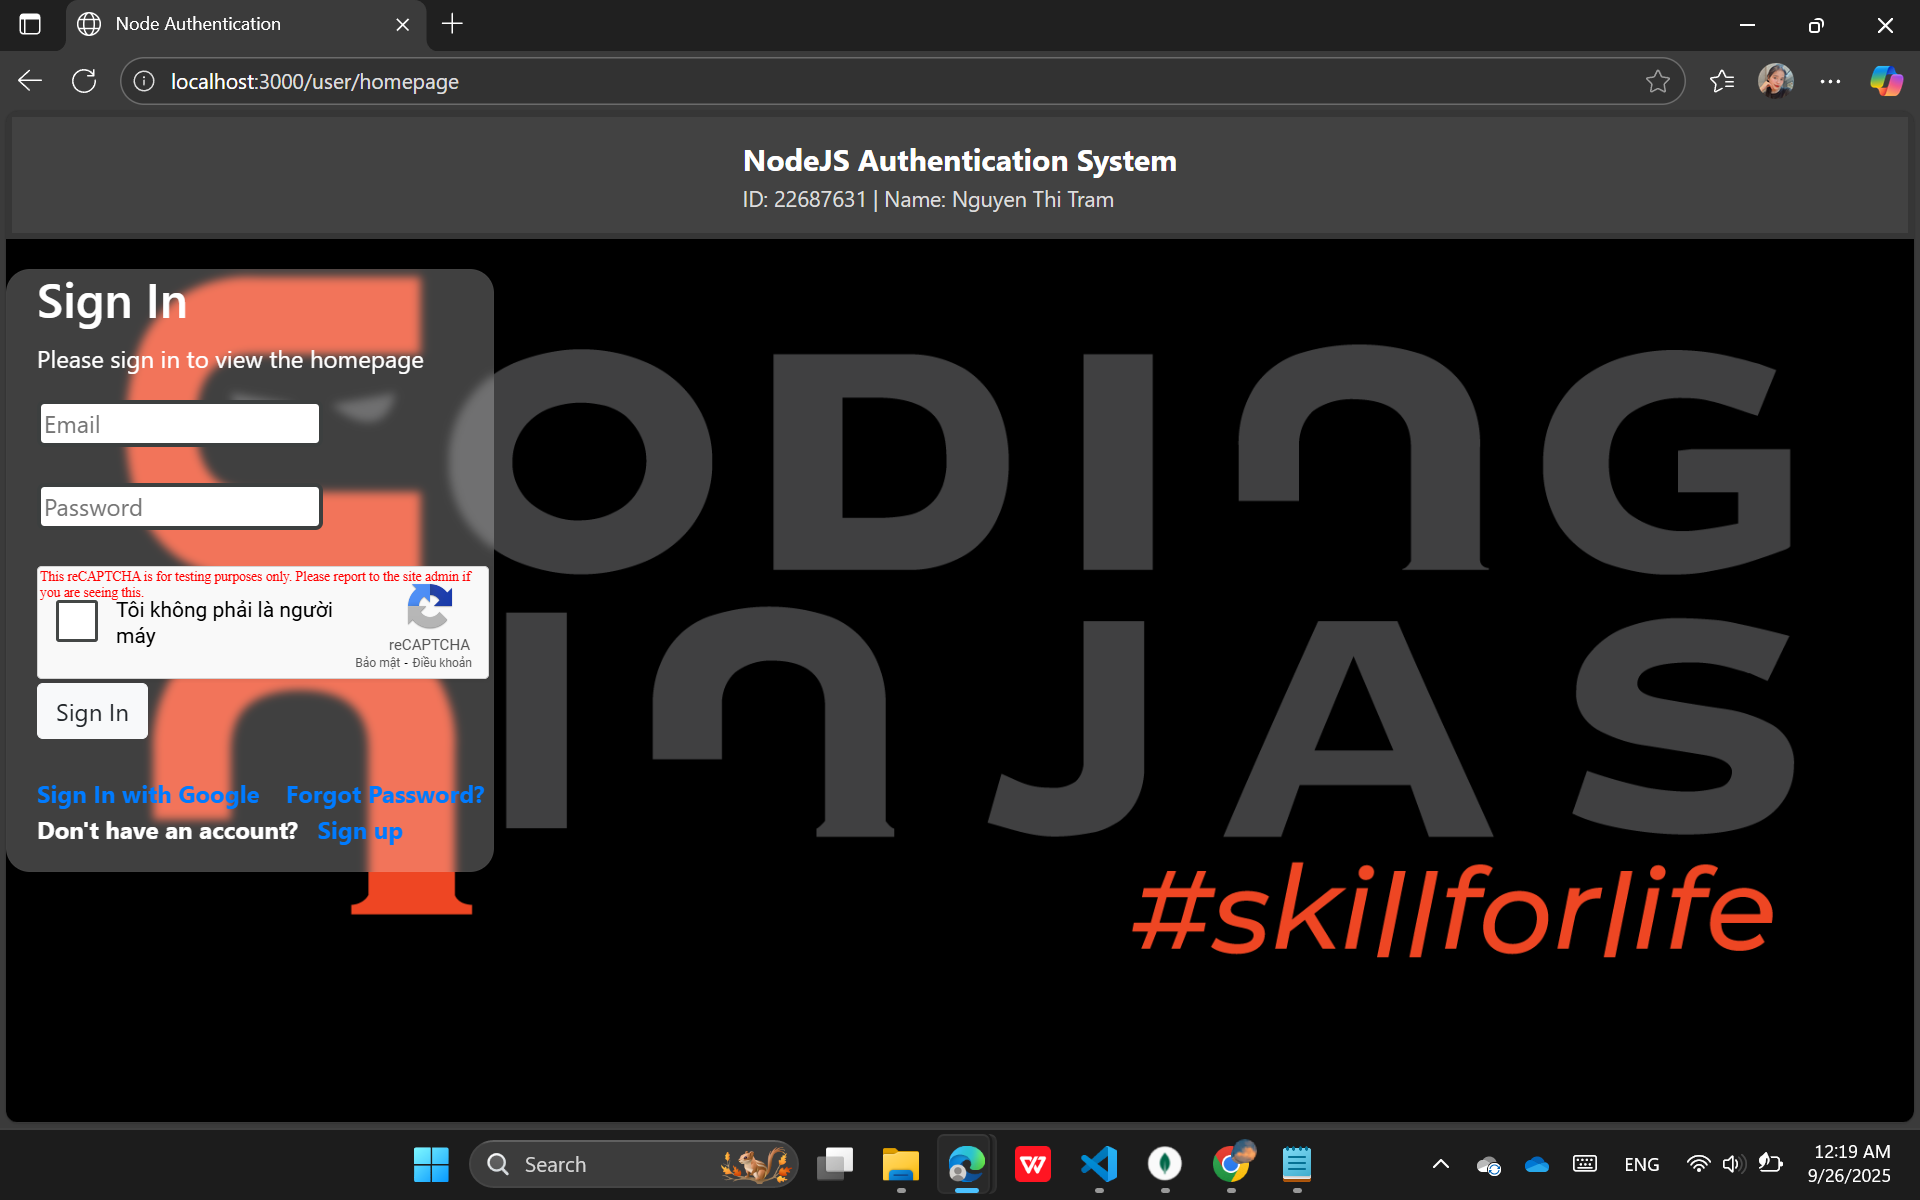 Node Authentication
localhost:3000/user/homepage
NodeJS Authentication System
ID: 22687631 | Name: Nguyen Thi Tram
Sign In
Please sign in to view the homepage
Email
Password
This reCAPTCHA is for testing purposes only. Please report to the site admin if
you are seeing this.
Tôi không phải là người
máy
reCAPTCHA
Bảo mật - Điều khoản
Sign In
Sign In with Google Forgot Password?
Don't have an account? Sign up
CODING
NINJAS
#skillforlife
Search
ENG
12:19 AM
9/26/2025